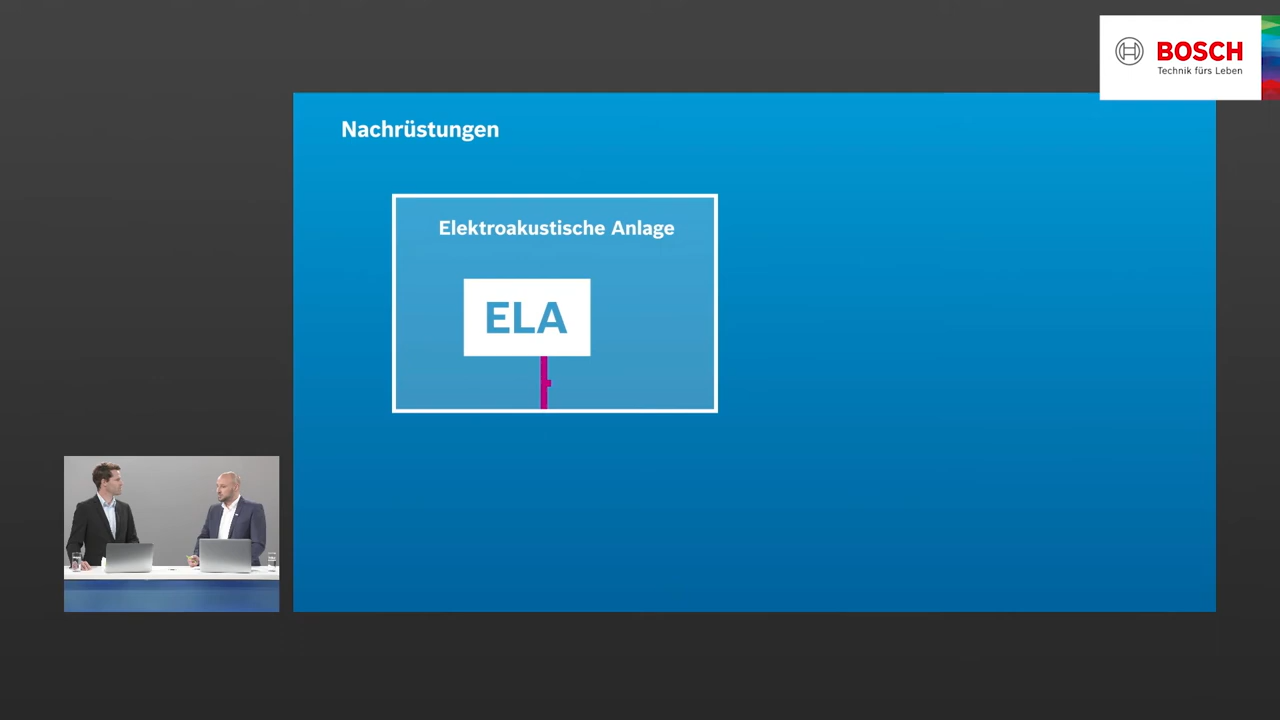 BOSCH
Technik fürs Leben
Nachrüstungen
Elektroakustische Anlage
ELA